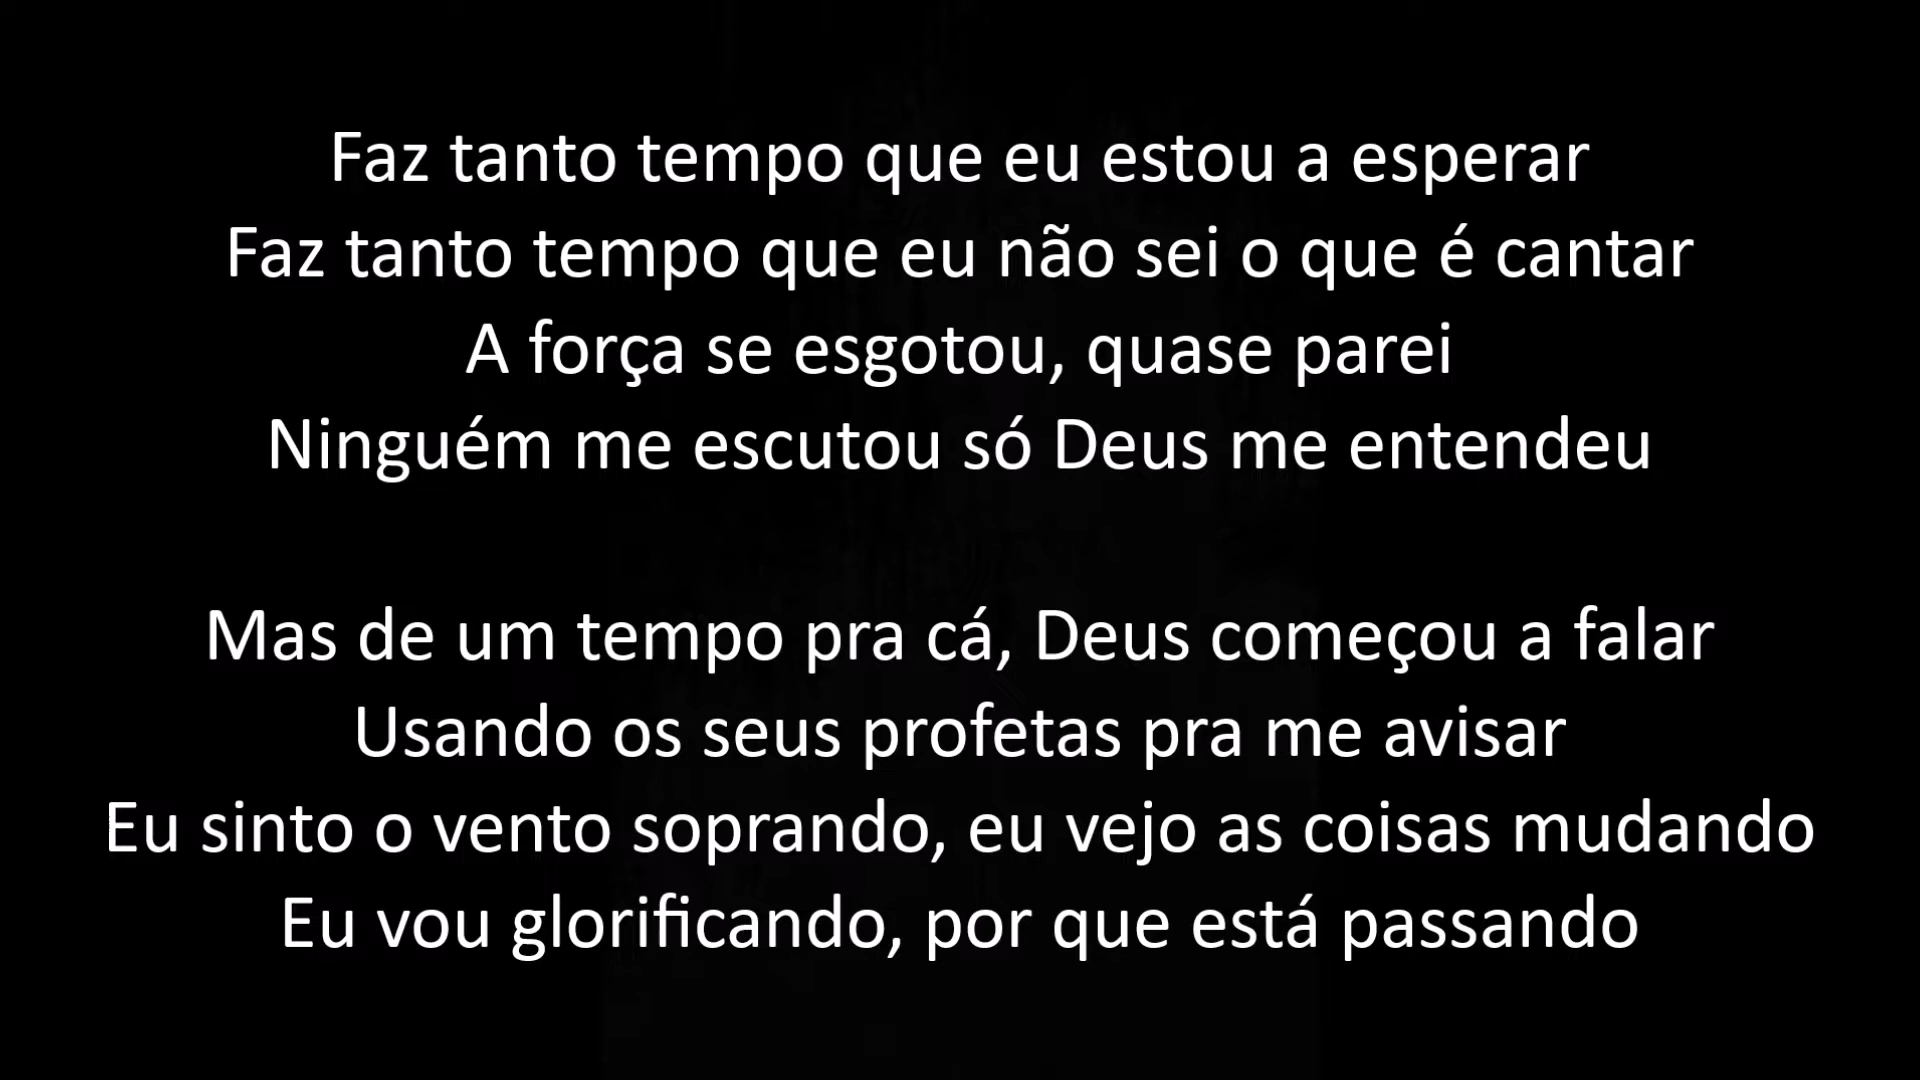 Faz tanto tempo que eu estou a esperar
Faz tanto tempo que eu não sei o que é cantar
A força se esgotou, quase parei
Ninguém me escutou só Deus me entendeu
Mas de um tempo pra cá, Deus começou a falar
Usando os seus profetas pra me avisar
Eu sinto o vento soprando, eu vejo as coisas mudando
Eu vou glorificando, por que está passando